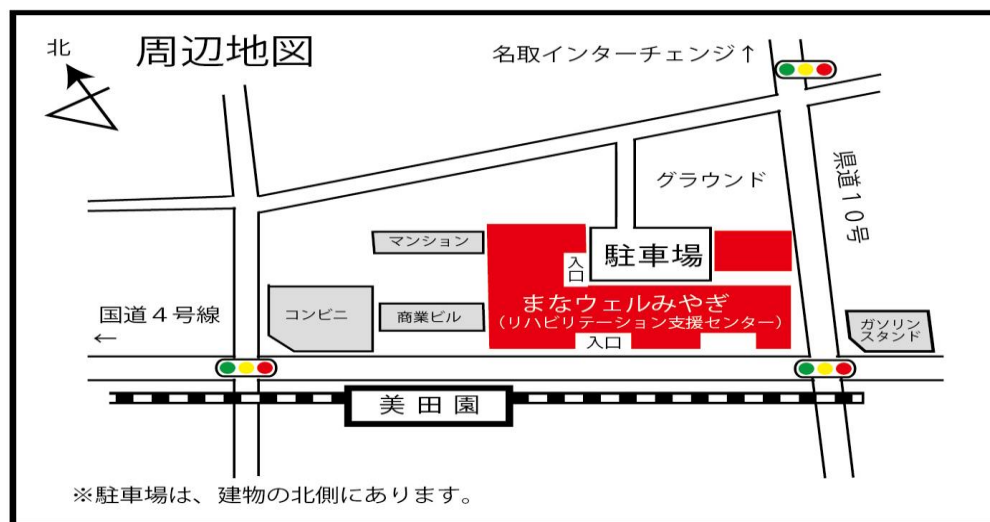 北
周辺地図
名取インターチェンジ↑
県道10号
グラウンド
マンション
駐車場
入口
まなウェルみやぎ
(リハビリテーション支援センター)
入口
国道4号線
←
コンビニ
商業ビル
ガソリン
スタンド
美田園
※駐車場は、建物の北側にあります。